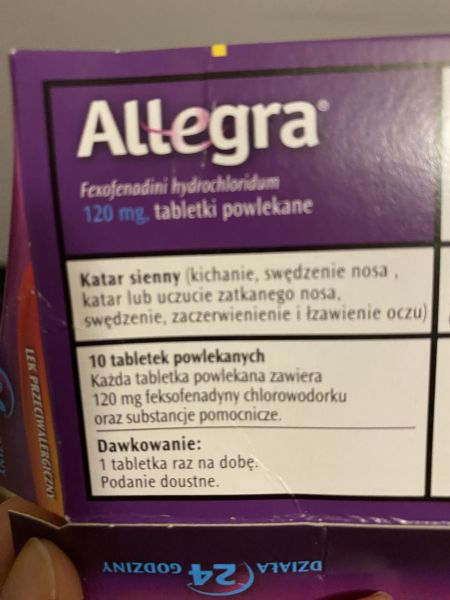 Allegra®
Fexofenadini hydrochloridum
120 mg, tabletki powlekane
Katar sienny (kichanie, swędzenie nosa ,
katar lub uczucie zatkanego nosa,
swędzenie, zaczerwienienie i łzawienie oczu)
10 tabletek powlekanych
Każda tabletka powlekana zawiera
120 mg feksofenadyny chlorowodorku
oraz substancje pomocnicze.
Dawkowanie:
1 tabletka raz na dobę.
Podanie doustne.
LEK PRZECIWALERGICZNY
DZIAŁA 24 GODZINY